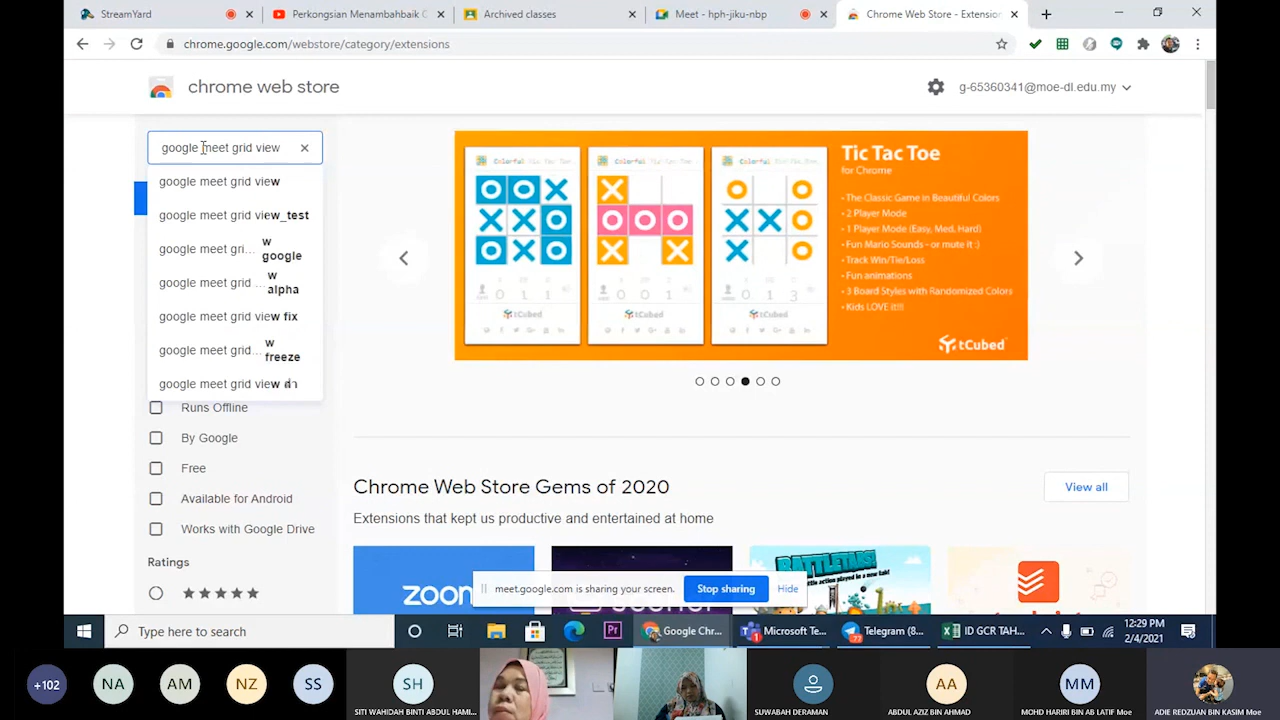 StreamYard
Perkongsian Menambahbaik C
Archived classes
Meet - hph-jiku-nbp
Chrome Web Store - Extension
chrome.google.com/webstore/category/extensions
chrome web store
g-65360341@moe-dl.edu.my
google meet grid view
google meet grid view
google meet grid view_test
google meet gri... w google
google meet grid ... w alpha
google meet grid view fix
google meet grid... w freeze
google meet grid view ดำ
Runs Offline
By Google
Free
Available for Android
Works with Google Drive
Ratings
Tic Tac Toe
for Chrome
• The Classic Game in Beautiful Colors
• 2 Player Mode
• 1 Player Mode (Easy, Med, Hard)
• Fun Mario Sounds - or mute it :)
• Track Win/Tie/Loss
• Fun animations
• 3 Board Styles with Randomized Colors
• Kids LOVE it!!!
tCubed
tCubed
tCubed
tCubed
Chrome Web Store Gems of 2020
View all
Extensions that kept us productive and entertained at home
zoom
BATTLETABS!
meet.google.com is sharing your screen.
Stop sharing
Hide
Type here to search
Google Chr...
Microsoft Te...
Telegram (8...
ID GCR TAH...
12:29 PM
2/4/2021
+102
NA
AM
NZ
SS
SH
AA
MM
SITI WAHIDAH BINTI ABDUL HAMI...
SUWABAH DERAMAN
ABDUL AZIZ BIN AHMAD
MOHD HARIRI BIN AB LATIF Moe
ADIE REDZUAN BIN KASIM Moe